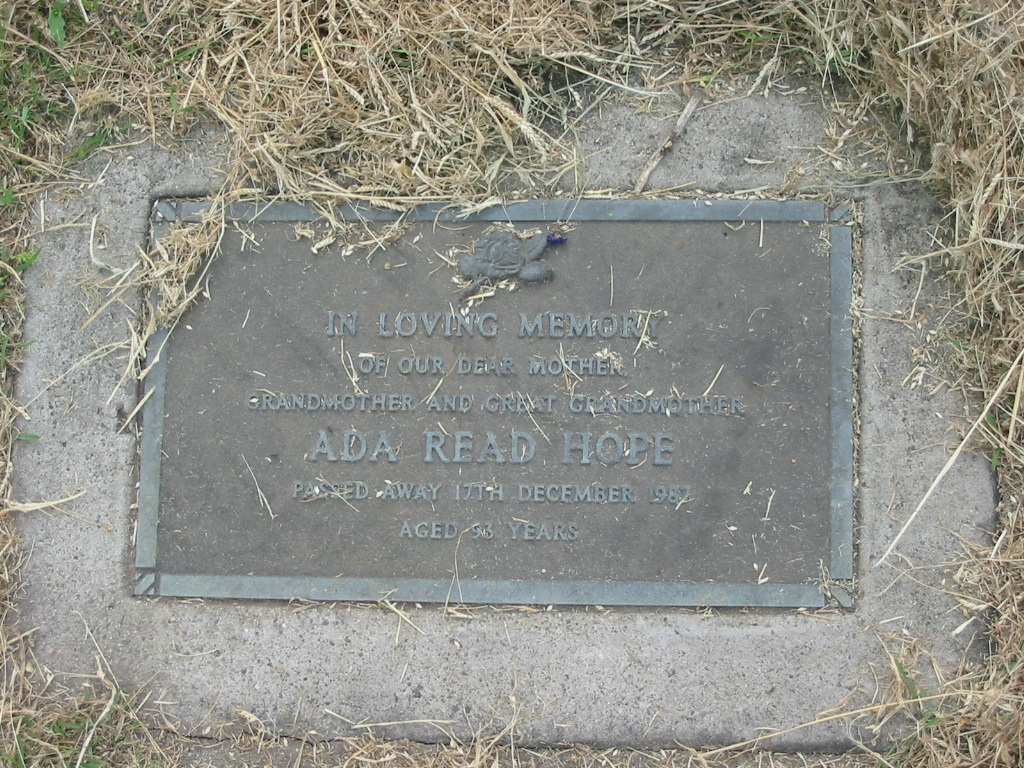 IN LOVING MEMORY
OF OUR DEAR MOTHER
GRANDMOTHER AND GREAT GRANDMOTHER
ADA READ HOPE
PASSED AWAY 17TH DECEMBER 1987
AGED YEARS